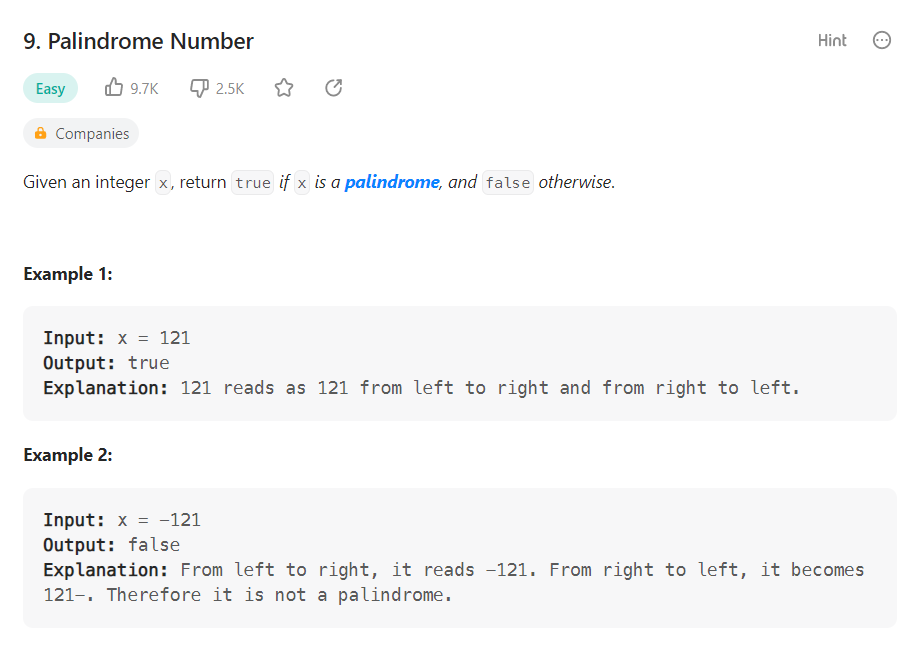 9. Palindrome Number
Hint
Easy
9.7K
2.5K
Companies
Given an integer x, return true if x is a palindrome, and false otherwise.
Example 1:
Input: x = 121
Output: true
Explanation: 121 reads as 121 from left to right and from right to left.
Example 2:
Input: x = −121
Output: false
Explanation: From left to right, it reads −121. From right to left, it becomes
121−. Therefore it is not a palindrome.